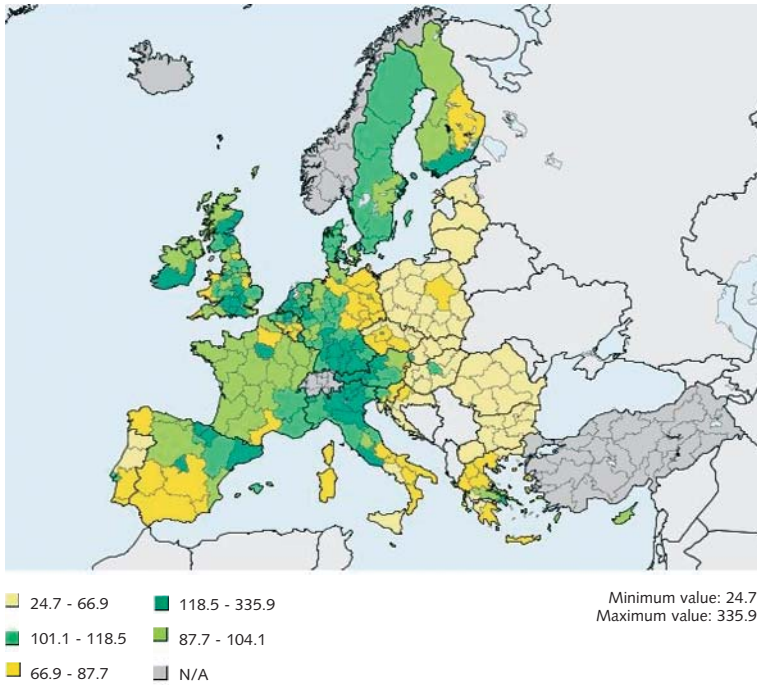 24.7 - 66.9
118.5 - 335.9
101.1 - 118.5
87.7 - 104.1
66.9 - 87.7
N/A
Minimum value: 24.7
Maximum value: 335.9